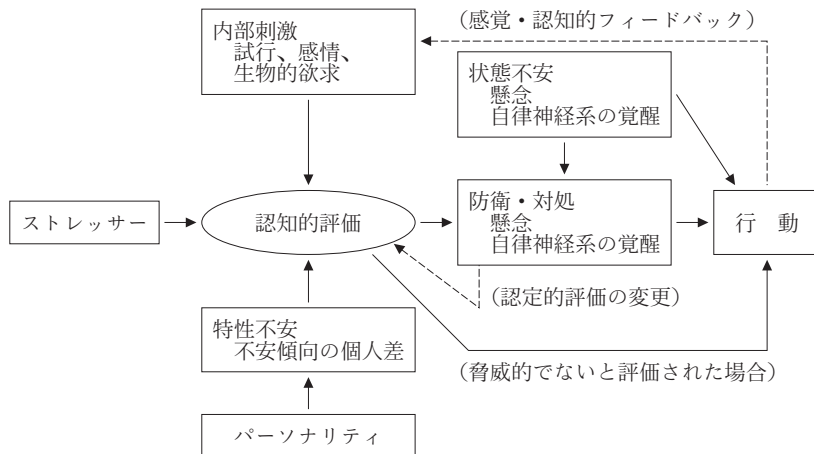 (感覚・認知的フィードバック)
内部刺激
試行、感情、
生物的欲求
状態不安
懸念
自律神経系の覚醒
ストレッサー
認知的評価
防衛・対処
懸念
自律神経系の覚醒
行 動
(認定的評価の変更)
特性不安
不安傾向の個人差
(脅威的でないと評価された場合)
パーソナリティ